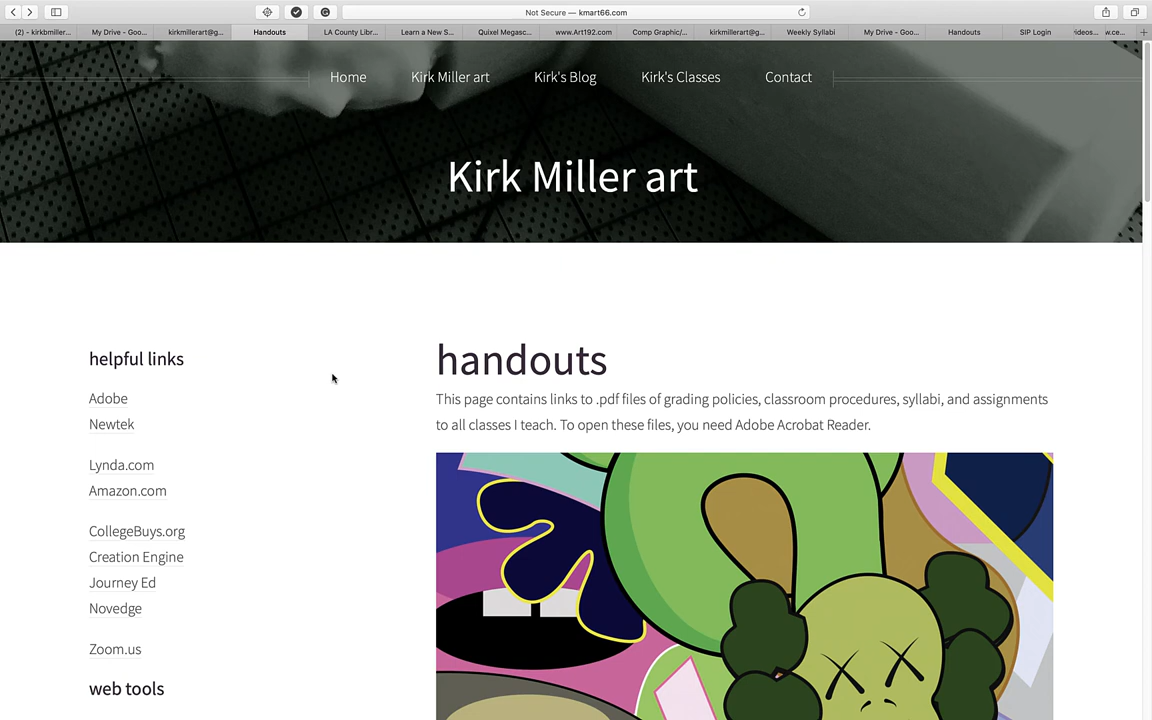 Not Secure — kmart66.com
(2) - kirkbmiller...
My Drive - Goo...
kirkmillerart@g...
Handouts
LA County Libr...
Learn a New S...
Quixel Megasc...
www.Art192.com
Comp Graphic/...
kirkmillerart@g...
Weekly Syllabi
My Drive - Goo...
Handouts
SIP Login
Home
Kirk Miller art
Kirk's Blog
Kirk's Classes
Contact
Kirk Miller art
helpful links
Adobe
Newtek
Lynda.com
Amazon.com
CollegeBuys.org
Creation Engine
Journey Ed
Novedge
Zoom.us
web tools
handouts
This page contains links to .pdf files of grading policies, classroom procedures, syllabi, and assignments
to all classes I teach. To open these files, you need Adobe Acrobat Reader.